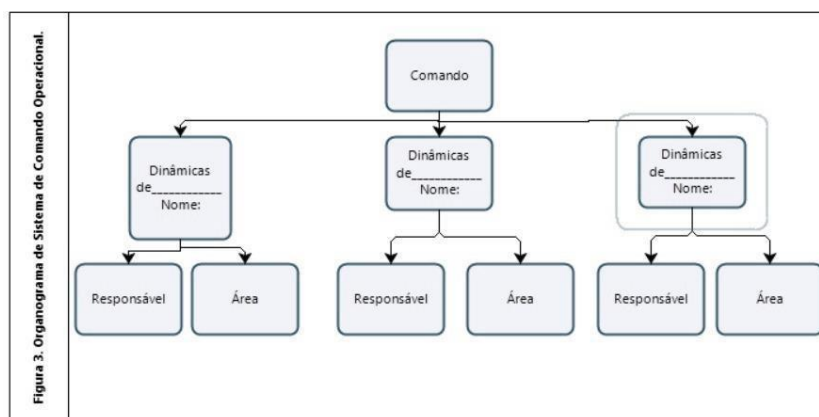 Figura 3. Organograma de Sistema de Comando Operacional.
Comando
Dinâmicas
de___________
Nome:
Dinâmicas
de___________
Nome:
Dinâmicas
de___________
Nome:
Responsável
Área
Responsável
Área
Responsável
Área